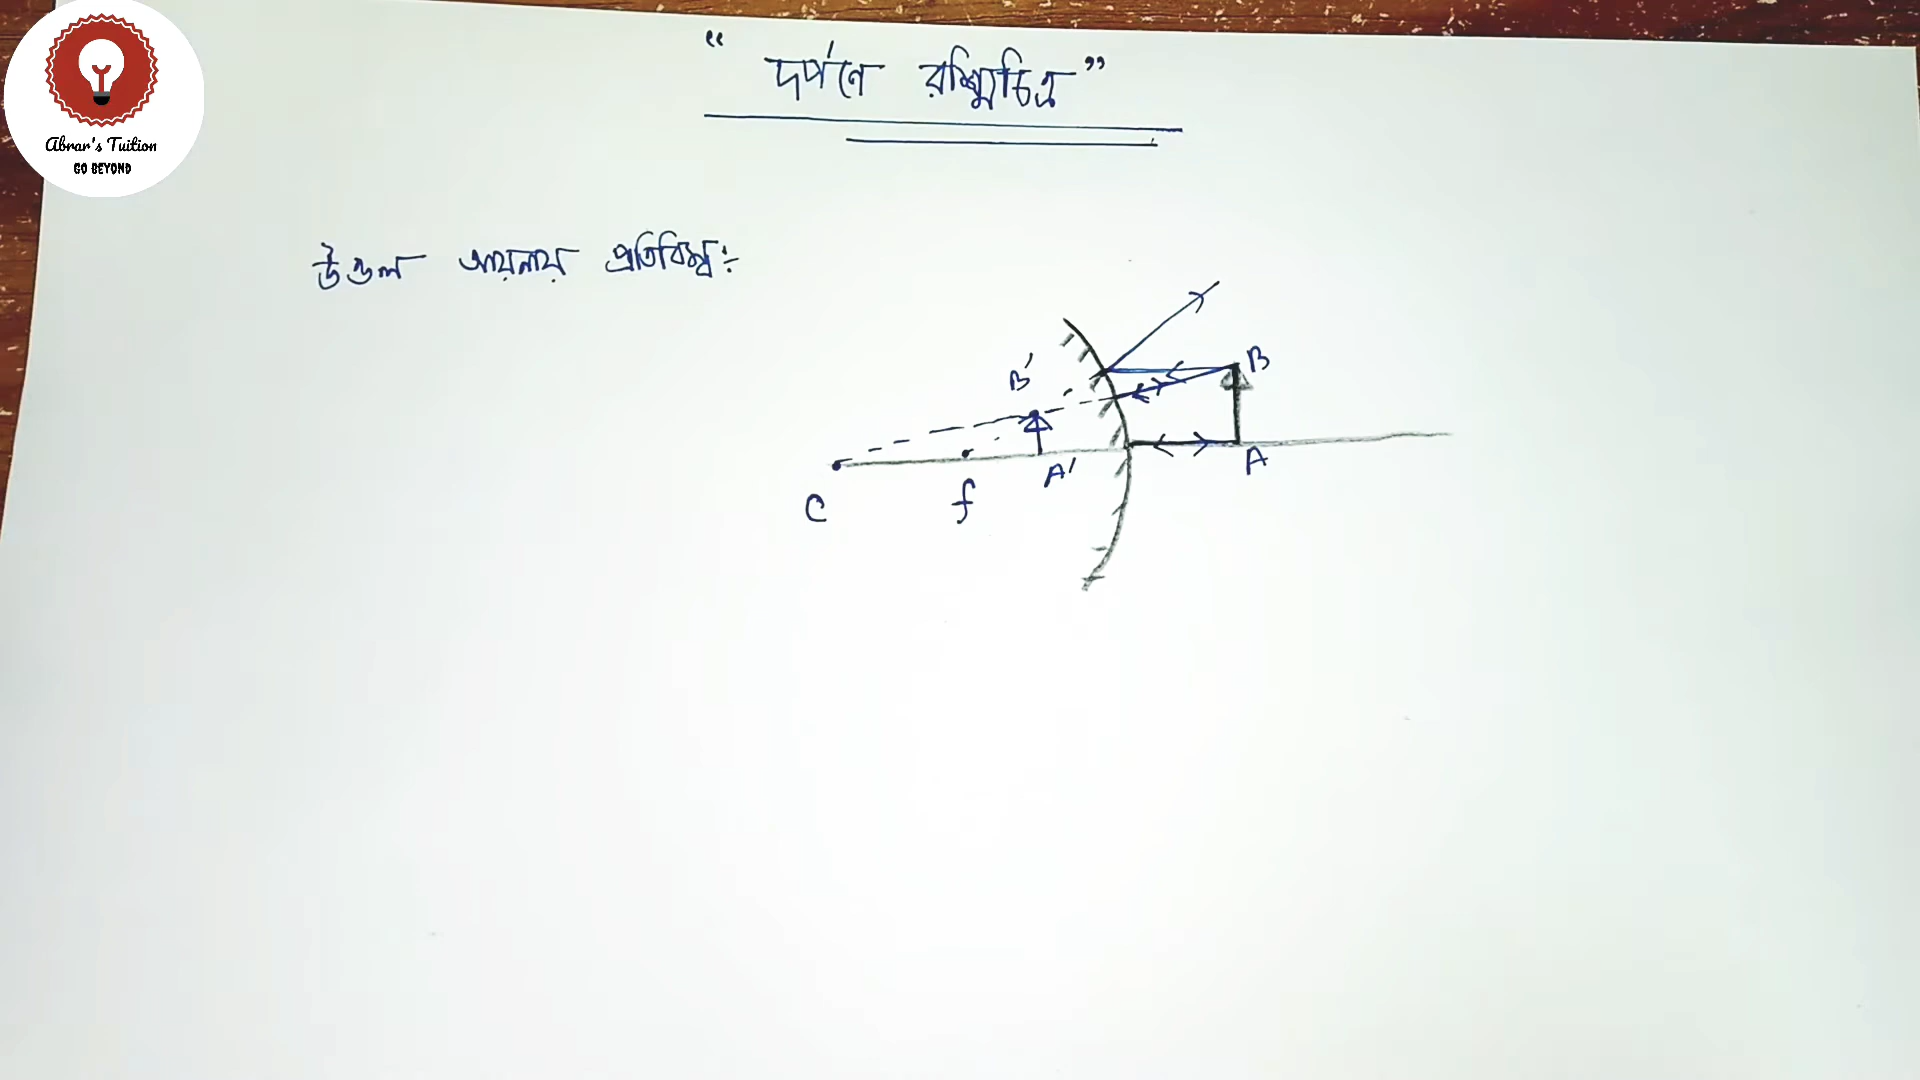 Abrar's Tuition
GO BEYOND
“ দর্পণে রশ্মিচিত্র ”
উত্তল আয়নায় প্রতিবিম্ব ঃ
B'
B
A'
A
C
f